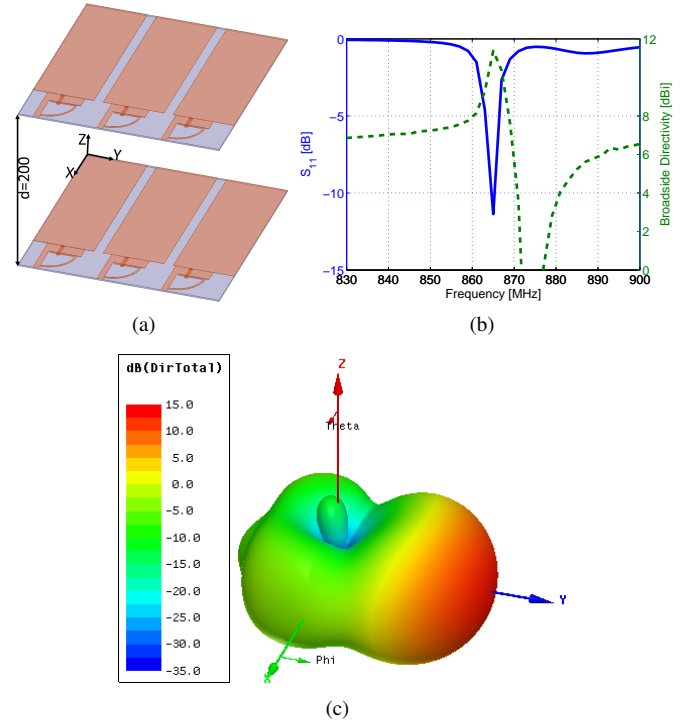 d=200
Z
Y
X
(a)
0
-5
-10
-15
S11 [dB]
830 840 850 860 870 880 890 900
Frequency [MHz]
12
10
8
6
4
2
0
Broadside Directivity [dBi]
(b)
dB(DirTotal)
15.0
10.0
5.0
0.0
-5.0
-10.0
-15.0
-20.0
-25.0
-30.0
-35.0
Z
Theta
Y
Phi
X
(c)